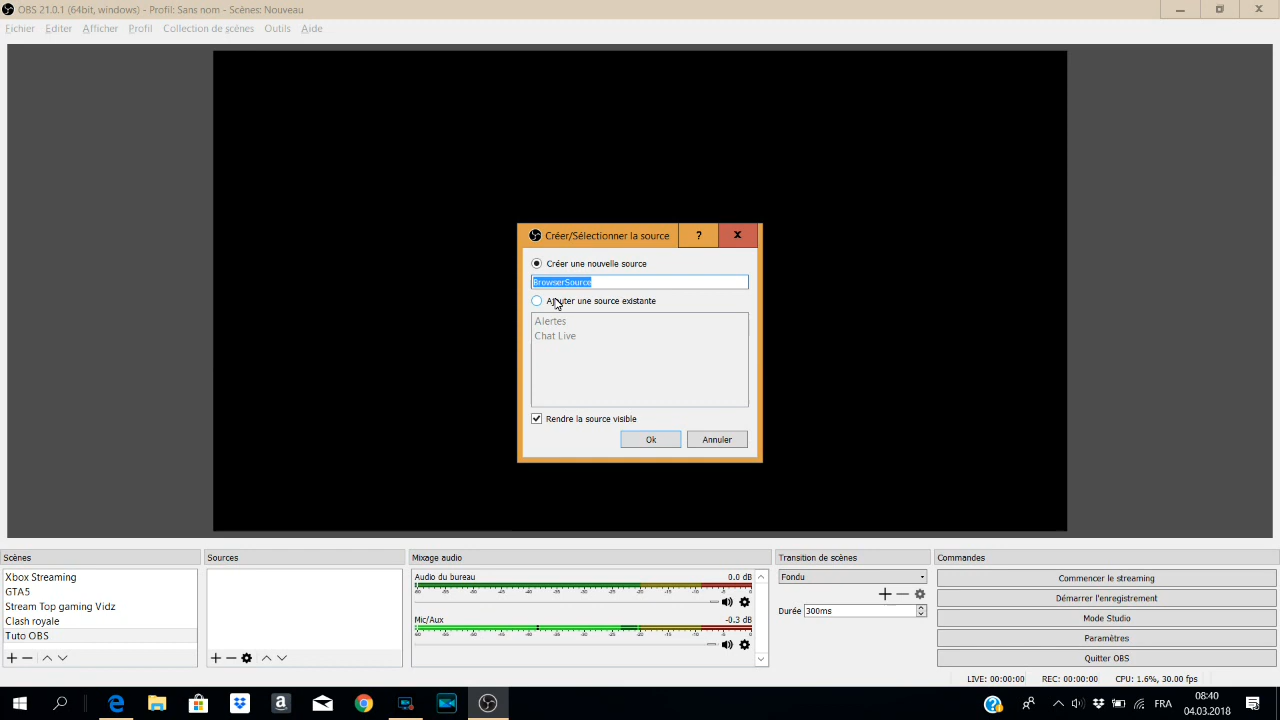 OBS 21.0.1 (64bit, windows) - Profil: Sans nom - Scènes: Nouveau
Fichier Editer Afficher Profil Collection de scènes Outils Aide
Créer/Sélectionner la source ? X
Créer une nouvelle source
BrowserSource
Ajouter une source existante
Alertes
Chat Live
Rendre la source visible
Ok Annuler
Scènes
Xbox Streaming
GTA5
Stream Top gaming Vidz
Clash royale
Tuto OBS
Sources
Mixage audio
Audio du bureau 0.0 dB
Mic/Aux -0.3 dB
Transition de scènes
Fondu
Durée 300ms
Commandes
Commencer le streaming
Démarrer l'enregistrement
Mode Studio
Paramètres
Quitter OBS
LIVE: 00:00:00 REC: 00:00:00 CPU: 1.6%, 30.00 fps
FRA
08:40
04.03.2018